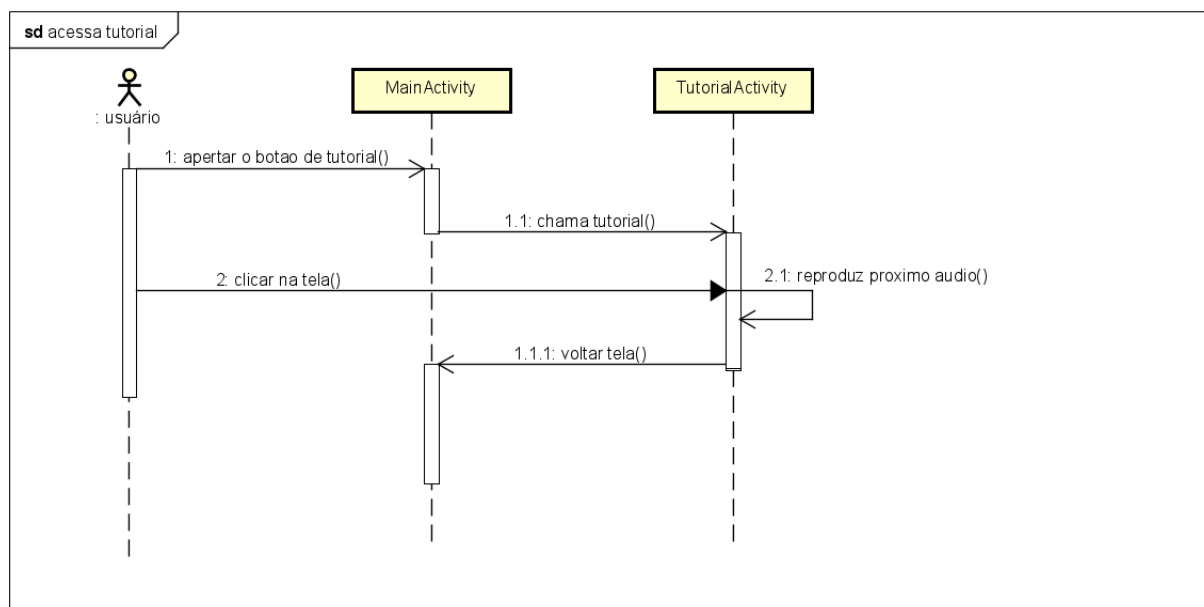 sd acessa tutorial
MainActivity
TutorialActivity
: usuário
1: apertar o botao de tutorial()
1.1: chama tutorial()
2: clicar na tela()
2.1: reproduz proximo audio()
1.1.1: voltar tela()